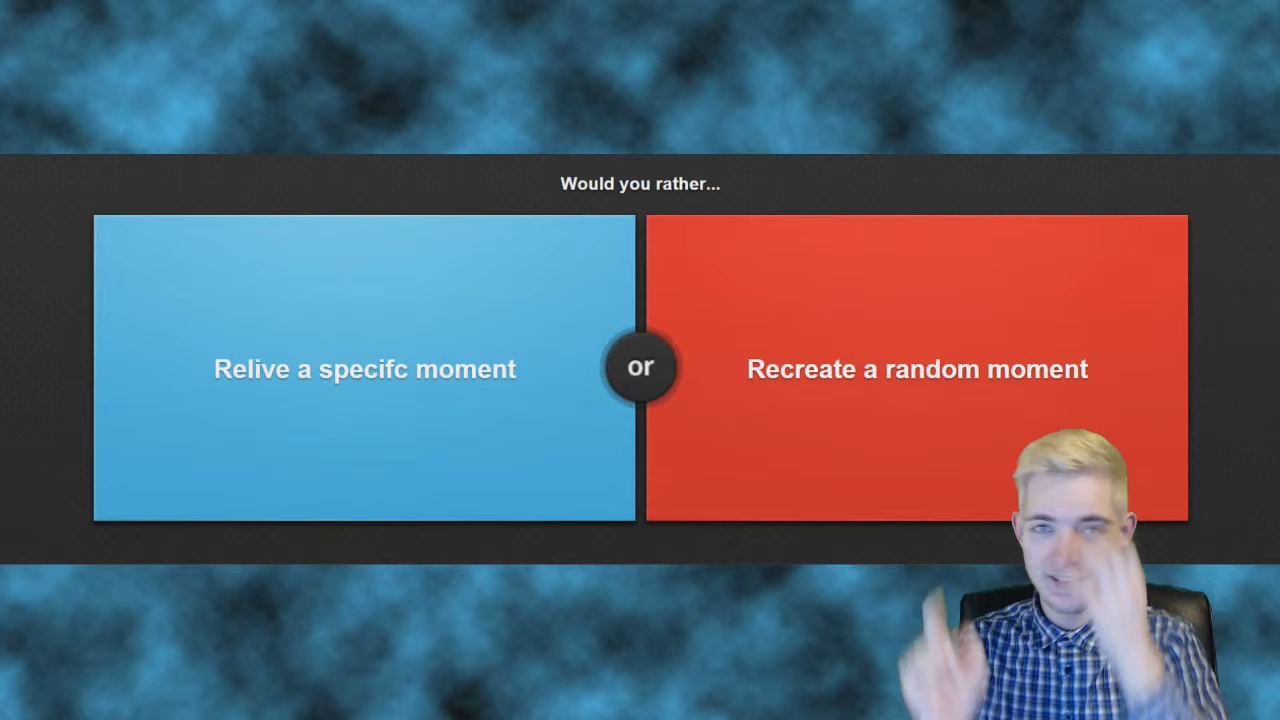 Would you rather...
Relive a specifc moment
or
Recreate a random moment